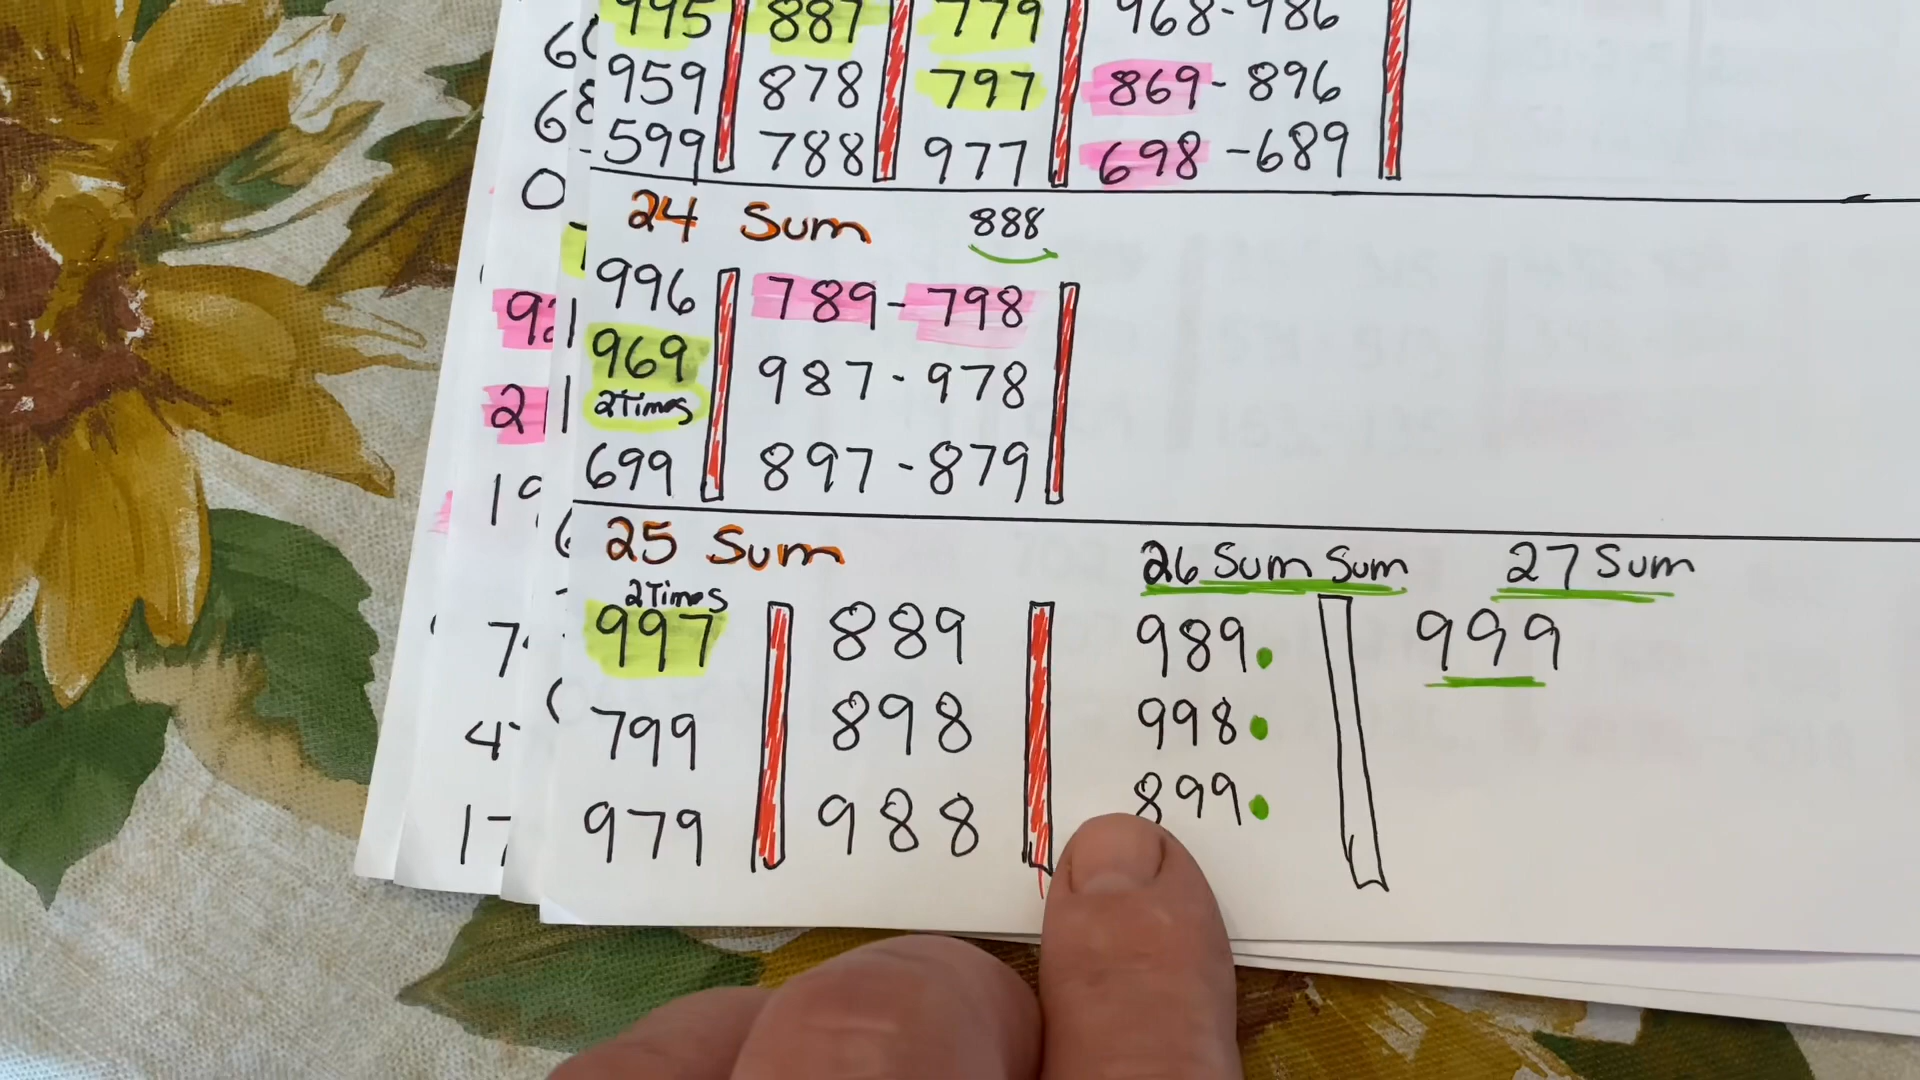 995 887 779 968-986
959 878 797 869-896
-599 788 977 698-689
24 Sum 888
996 789-798
969 987-978
2Times
699 897-879
25 Sum 26 Sum Sum 27 Sum
2Times
997 889 989. 999
799 898 998.
979 988 899.